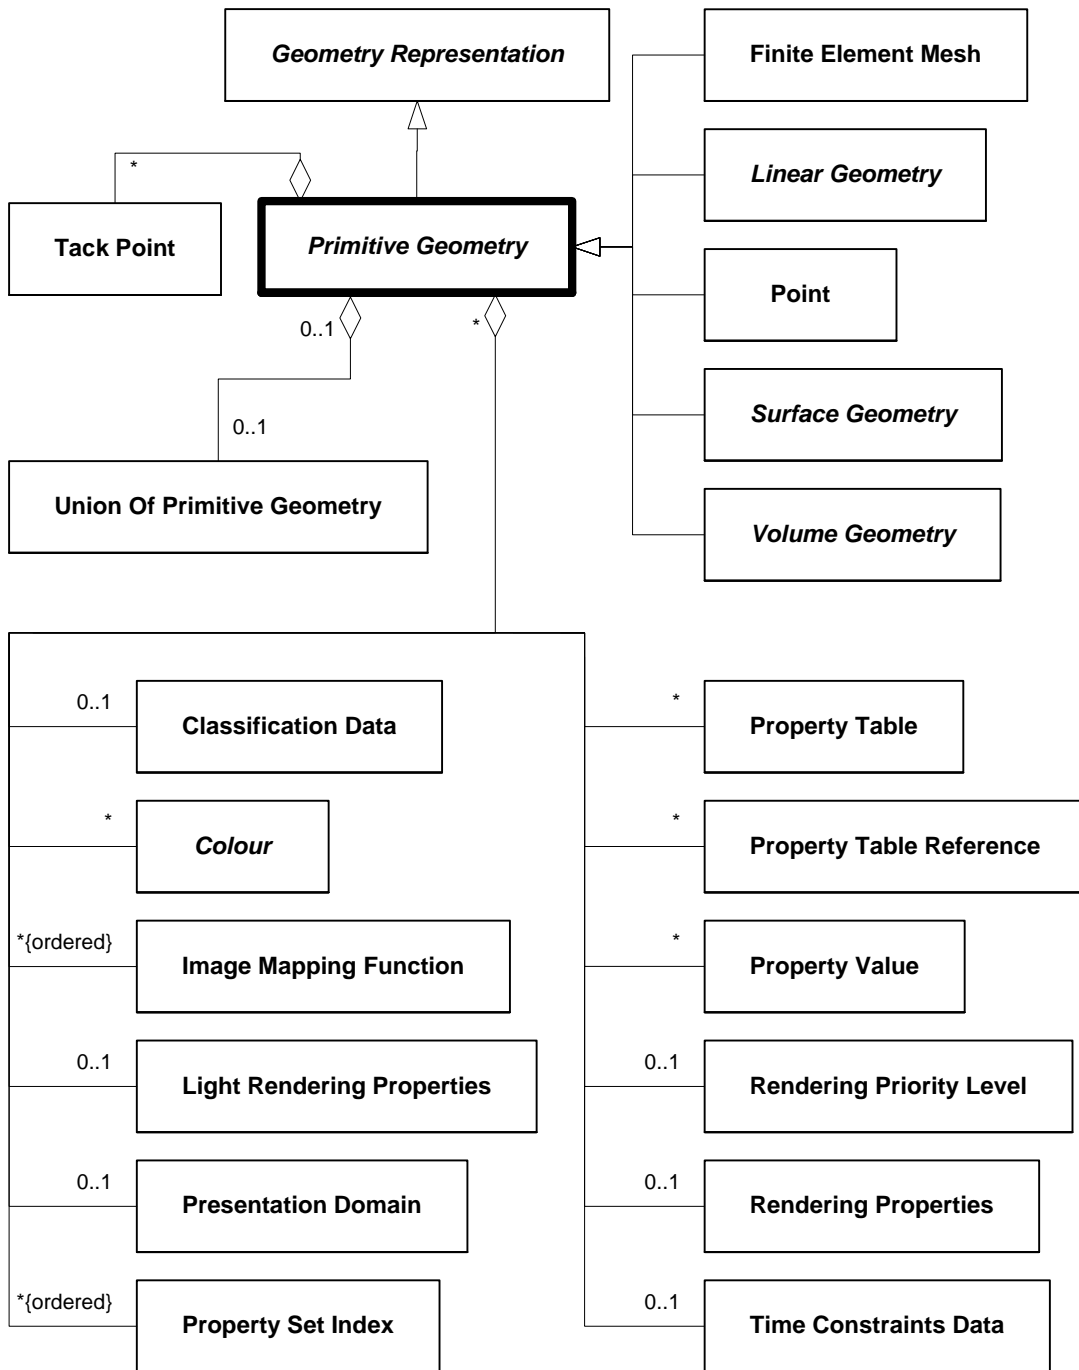 Geometry Representation
Finite Element Mesh
*
Linear Geometry
Tack Point
Primitive Geometry
Point
0..1
*
Surface Geometry
0..1
Union Of Primitive Geometry
Volume Geometry
0..1
Classification Data
*
Property Table
*
Colour
*
Property Table Reference
*{ordered}
Image Mapping Function
*
Property Value
0..1
Light Rendering Properties
0..1
Rendering Priority Level
0..1
Presentation Domain
0..1
Rendering Properties
*{ordered}
Property Set Index
0..1
Time Constraints Data